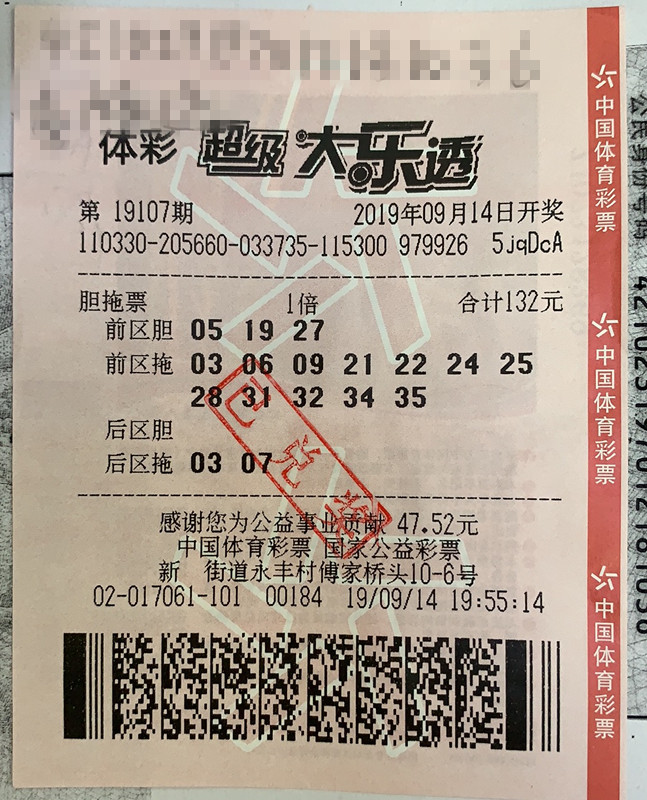 体彩 超级大乐透
第 19107期 2019年09月14日开奖
110330-205660-033735-115300 979926 5jqDcA
胆拖票 1倍 合计132元
前区胆 05 19 27
前区拖 03 06 09 21 22 24 25
28 31 32 34 35
后区胆
后区拖 03 07
已兑奖
感谢您为公益事业贡献 47.52元
中国体育彩票 国家公益彩票
新 街道永丰村傅家桥头10-6号
02-017061-101 00184 19/09/14 19:55:14
中国体育彩票
中国体育彩票
中国体育彩票